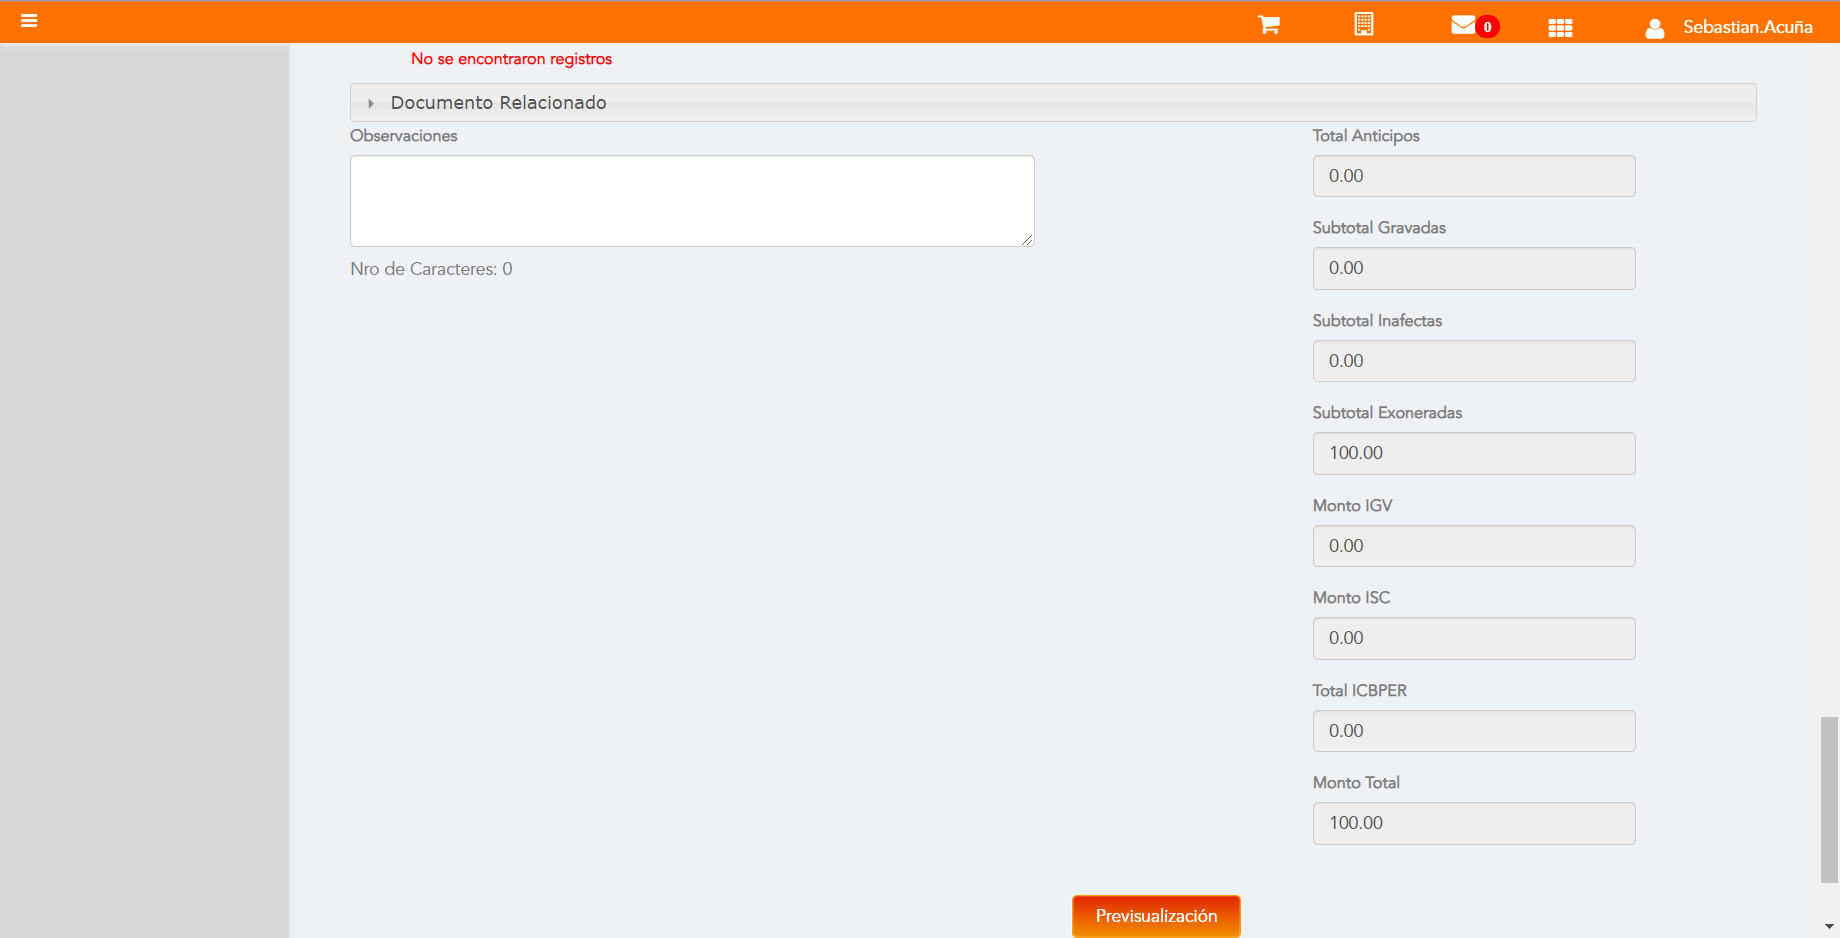 0
Sebastian.Acuña
No se encontraron registros
Documento Relacionado
Observaciones
Nro de Caracteres: 0
Total Anticipos
0.00
Subtotal Gravadas
0.00
Subtotal Inafectas
0.00
Subtotal Exoneradas
100.00
Monto IGV
0.00
Monto ISC
0.00
Total ICBPER
0.00
Monto Total
100.00
Previsualización